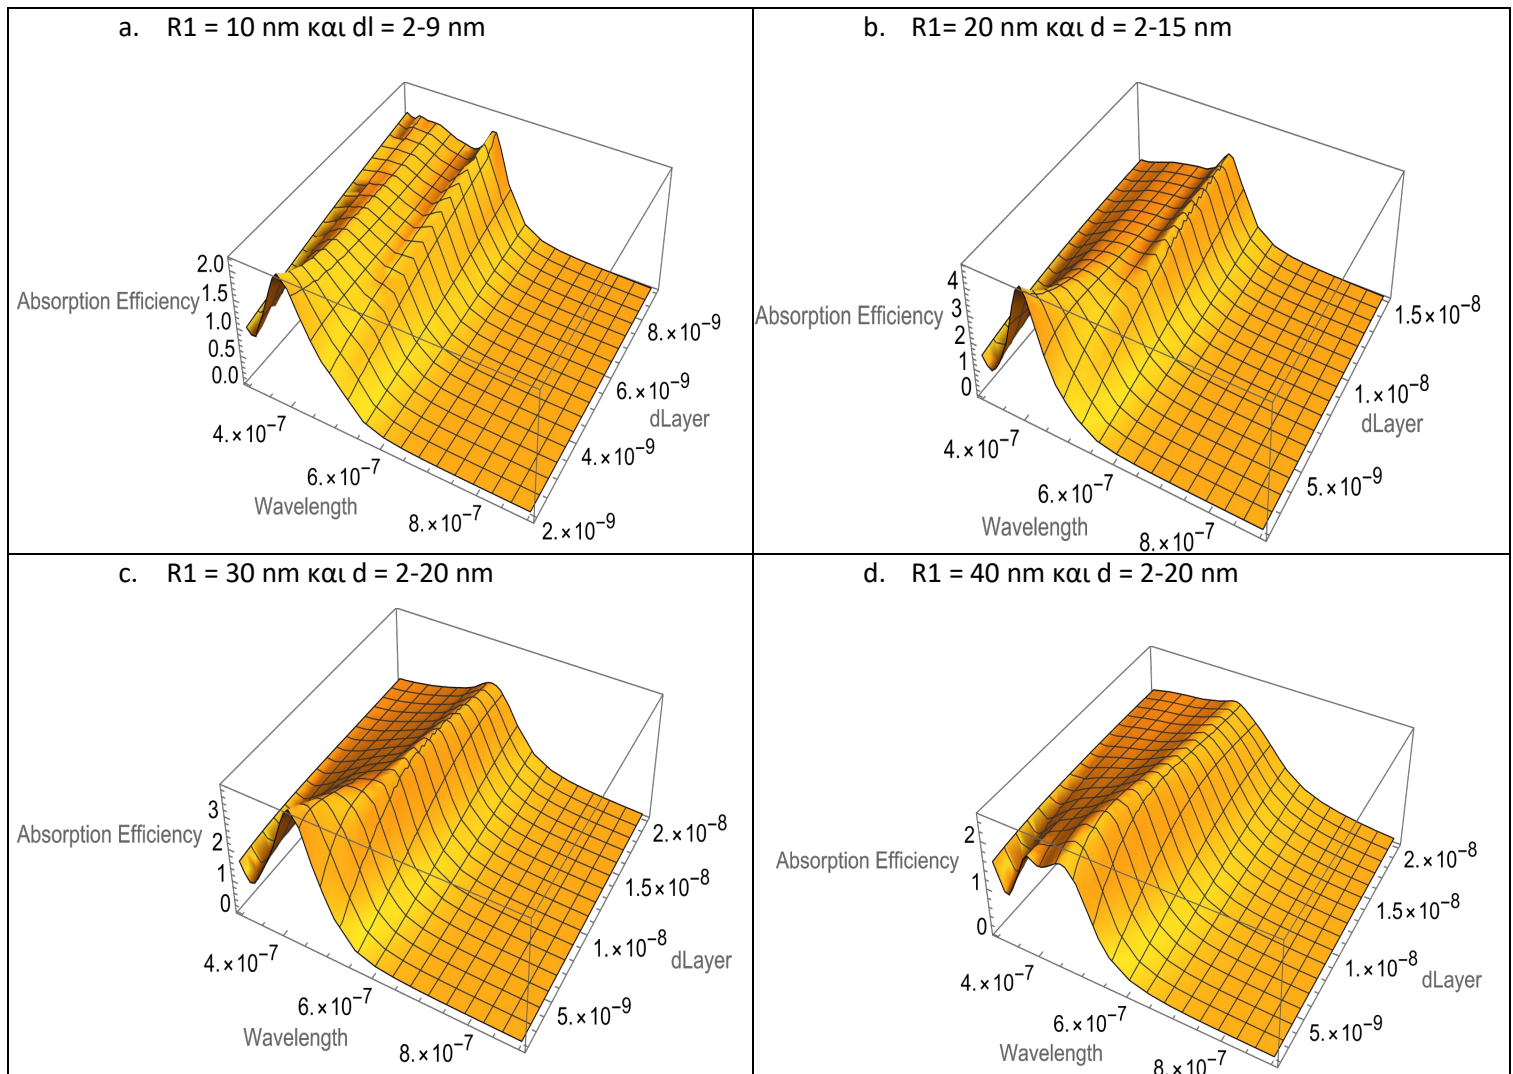 a. R1 = 10 nm και dl = 2-9 nm
2.0
1.5
1.0
0.5
0.0
Absorption Efficiency
4.×10⁻⁷
6.×10⁻⁷
8.×10⁻⁷
Wavelength
2.×10⁻⁹
4.×10⁻⁹
6.×10⁻⁹
8.×10⁻⁹
dLayer
b. R1= 20 nm και d = 2-15 nm
4
3
2
1
0
Absorption Efficiency
4.×10⁻⁷
6.×10⁻⁷
8.×10⁻⁷
Wavelength
5.×10⁻⁹
1.×10⁻⁸
1.5×10⁻⁸
dLayer
c. R1 = 30 nm και d = 2-20 nm
3
2
1
0
Absorption Efficiency
4.×10⁻⁷
6.×10⁻⁷
8.×10⁻⁷
Wavelength
5.×10⁻⁹
1.×10⁻⁸
1.5×10⁻⁸
2.×10⁻⁸
dLayer
d. R1 = 40 nm και d = 2-20 nm
2
1
0
Absorption Efficiency
4.×10⁻⁷
6.×10⁻⁷
8.×10⁻⁷
Wavelength
5.×10⁻⁹
1.×10⁻⁸
1.5×10⁻⁸
2.×10⁻⁸
dLayer